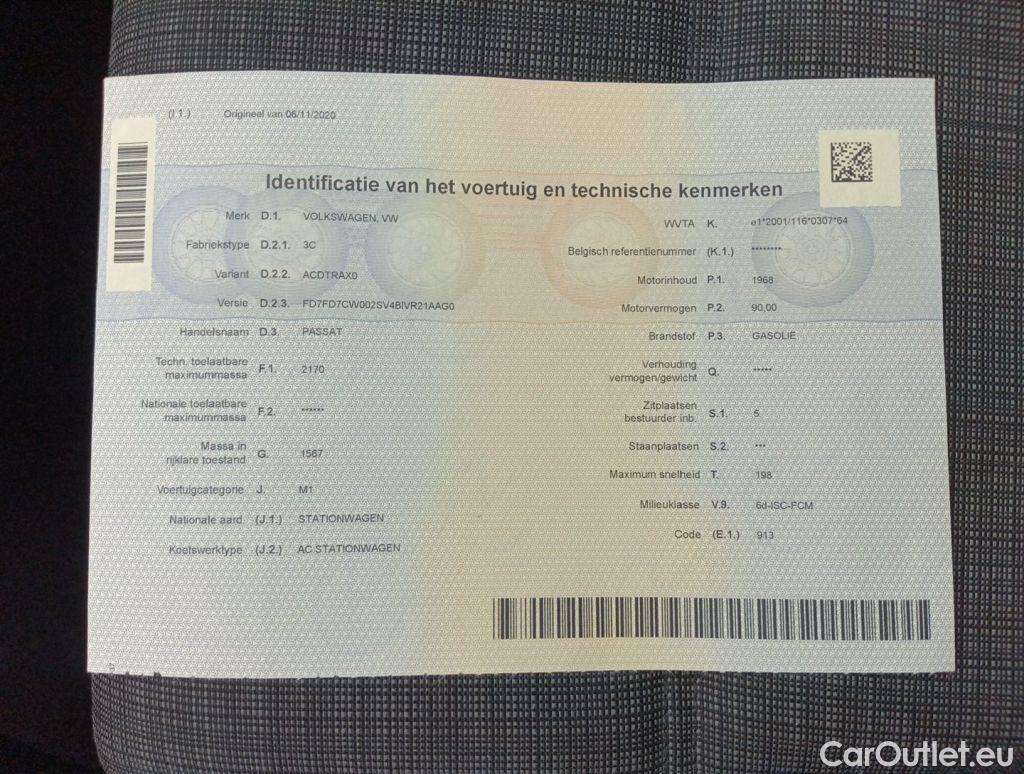 (I.1.) Origineel van 06/11/2020
Identificatie van het voertuig en technische kenmerken
Merk D.1. VOLKSWAGEN, VW
Fabriekstype D.2.1. 3C
Variant D.2.2. ACDTRAX0
Versie D.2.3. FD7FD7CW002SV4BIVR21AAG0
Handelsnaam D.3. PASSAT
Techn. toelaatbare
maximummassa F.1. 2170
Nationale toelaatbare
maximummassa F.2. ******
Massa in
rijklare toestand G. 1567
Voertuigcategorie J. M1
Nationale aard (J.1.) STATIONWAGEN
Koetswerktype (J.2.) AC STATIONWAGEN
WVTA K. e1*2001/116*0307*64
Belgisch referentienummer (K.1.) ********
Motorinhoud P.1. 1968
Motorvermogen P.2. 90,00
Brandstof P.3. GASOLIE
Verhouding
vermogen/gewicht Q. *****
Zitplaatsen
bestuurder inb. S.1. 5
Staanplaatsen S.2. ***
Maximum snelheid T. 198
Milieuklasse V.9. 6d-ISC-FCM
Code (E.1.) 913
CarOutlet.eu